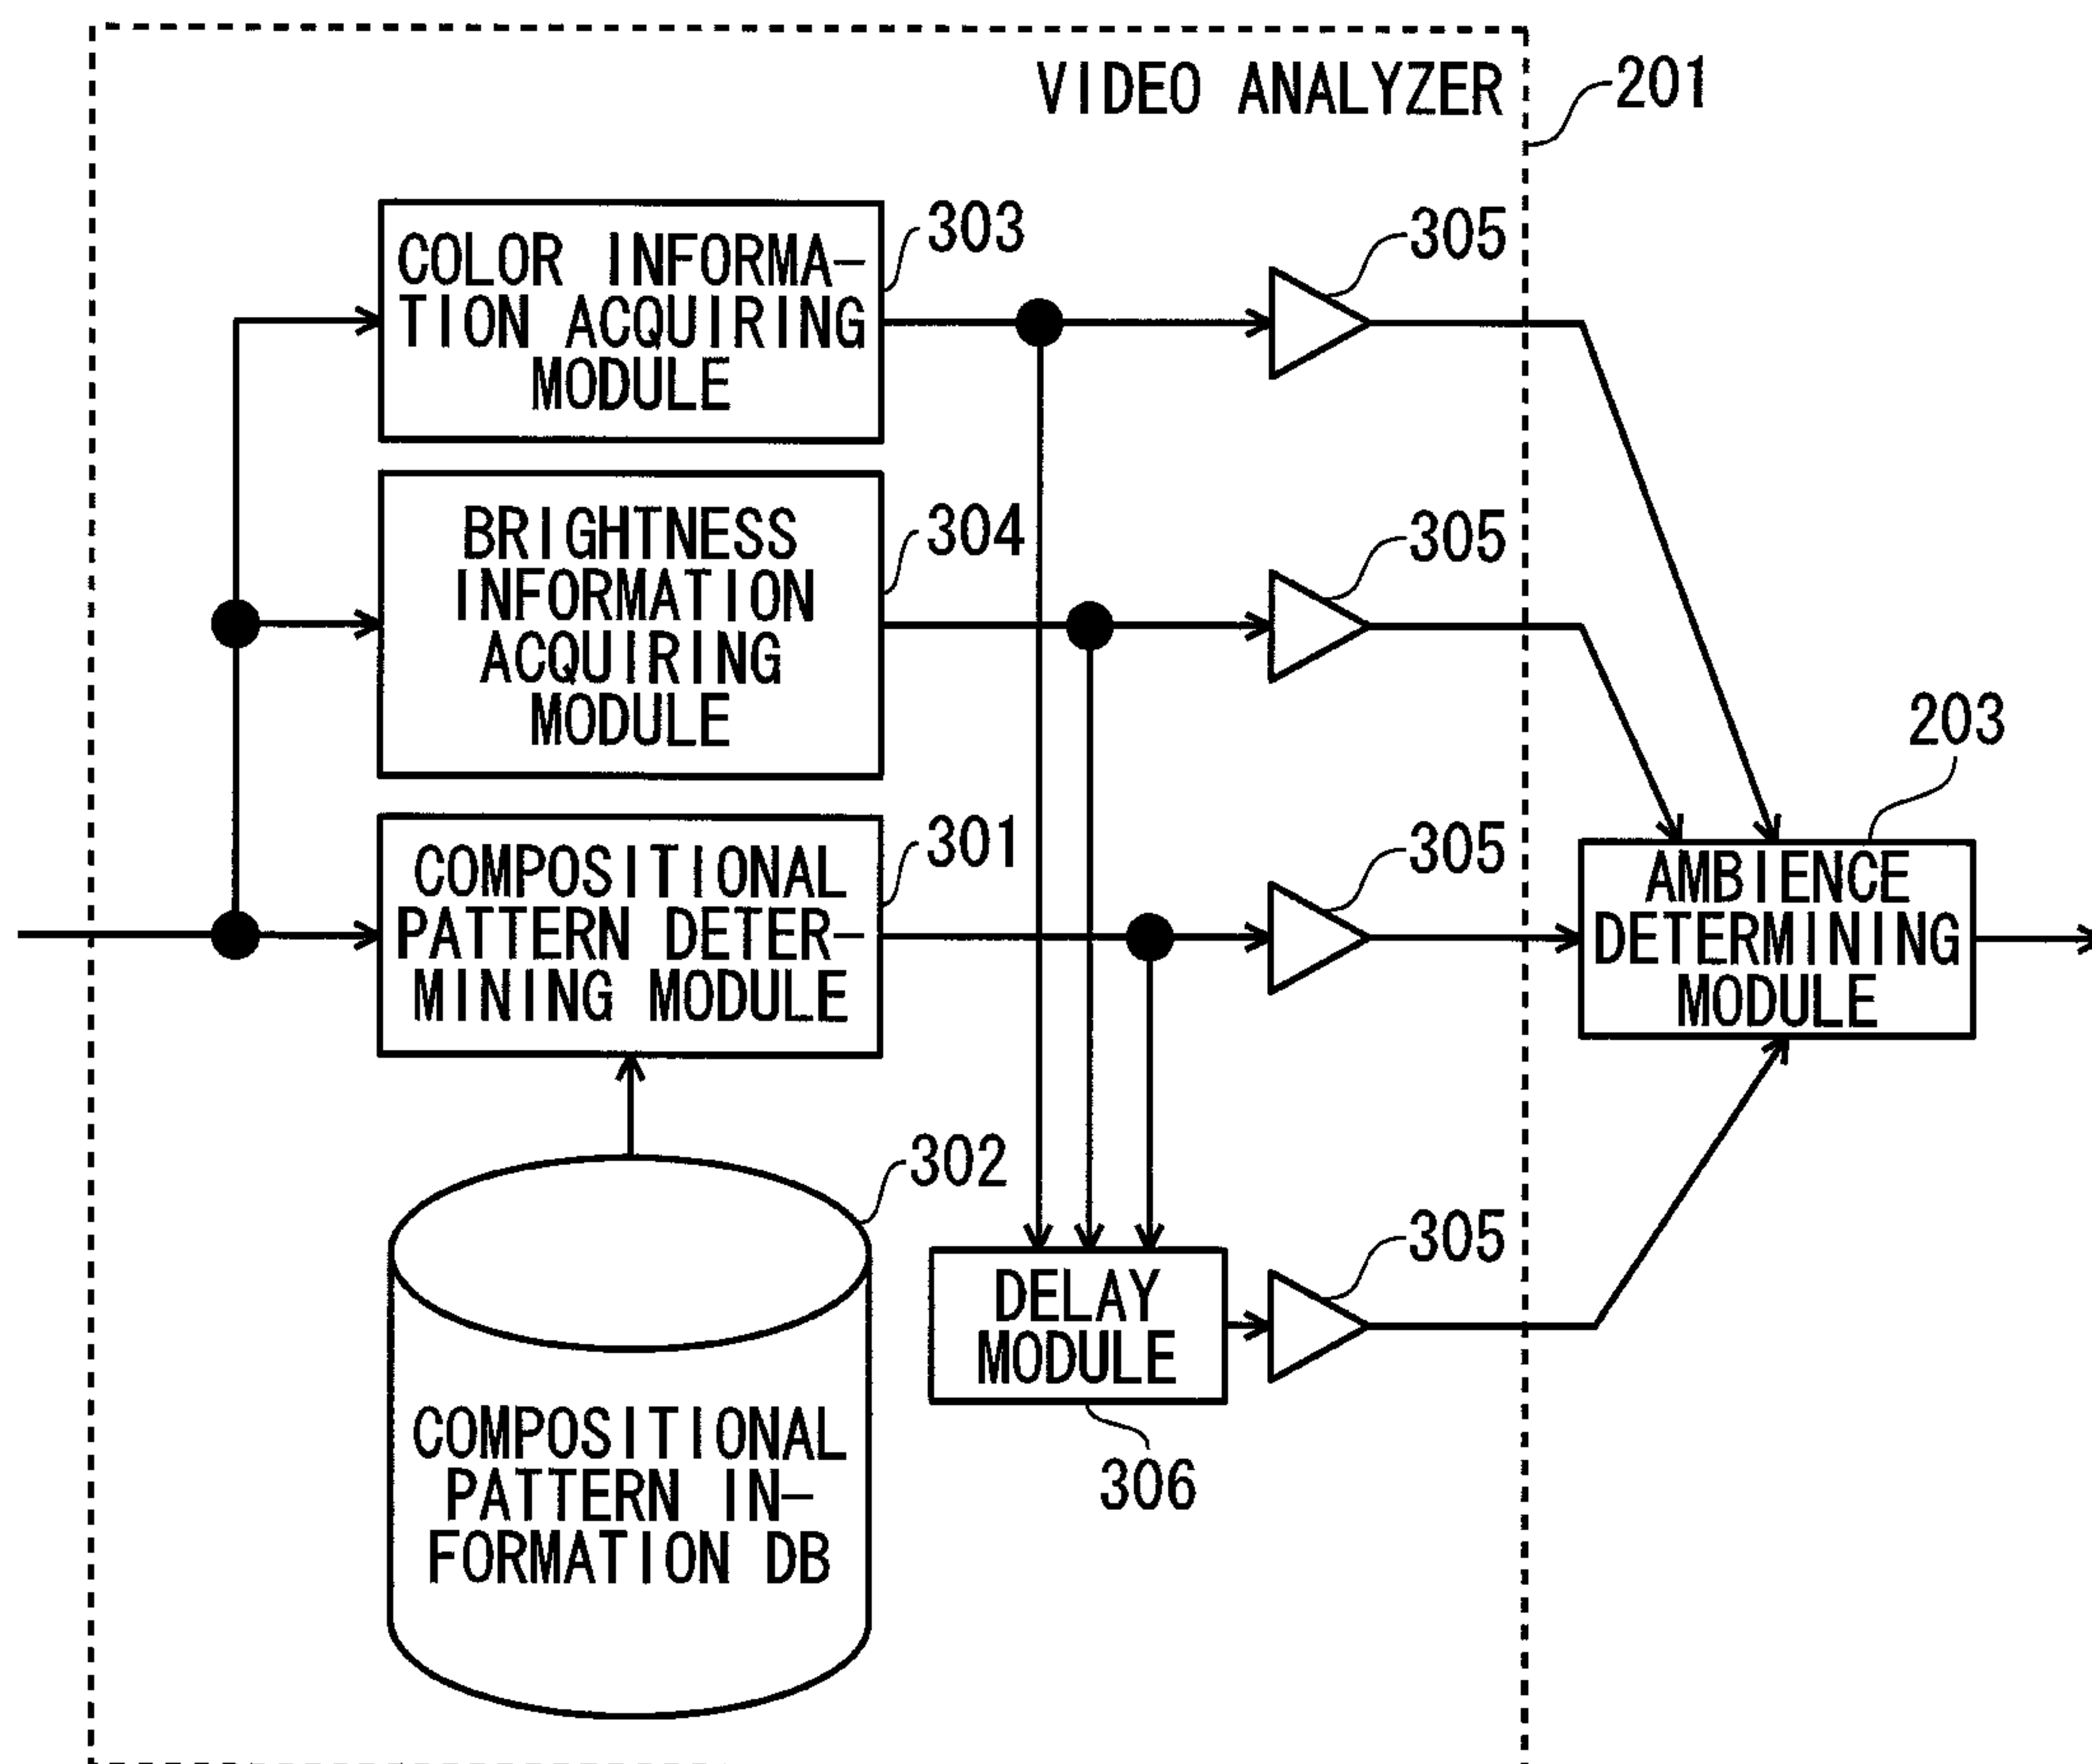 VIDEO ANALYZER
201
COLOR INFORMA-
TION ACQUIRING
MODULE
303
305
BRIGHTNESS
INFORMATION
ACQUIRING
MODULE
304
305
COMPOSITIONAL
PATTERN DETER-
MINING MODULE
301
305
203
AMBIENCE
DETERMINING
MODULE
302
COMPOSITIONAL
PATTERN IN-
FORMATION DB
DELAY
MODULE
306
305